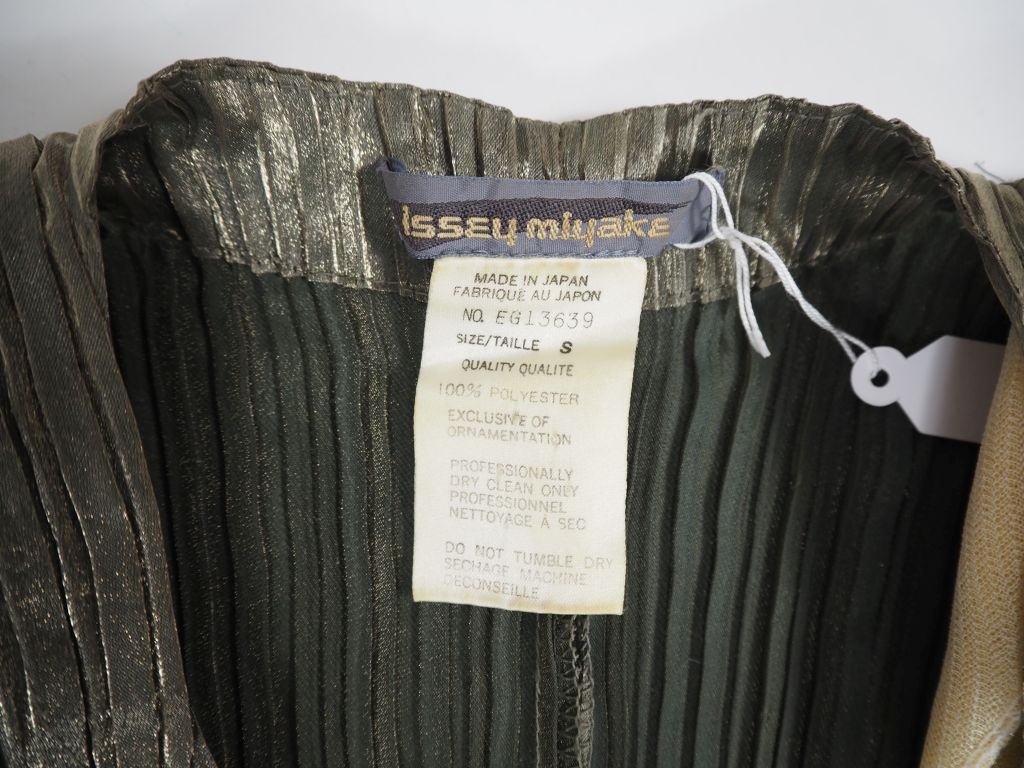 ISSEY mIYAKE
MADE IN JAPAN
FABRIQUE AU JAPON
NO. EG13639
SIZE/TAILLE S
QUALITY QUALITE
100% POLYESTER
EXCLUSIVE OF
ORNAMENTATION
PROFESSIONALLY
DRY CLEAN ONLY
PROFESSIONNEL
NETTOYAGE A SEC
DO NOT TUMBLE DRY
SECHAGE MACHINE
DECONSEILLE